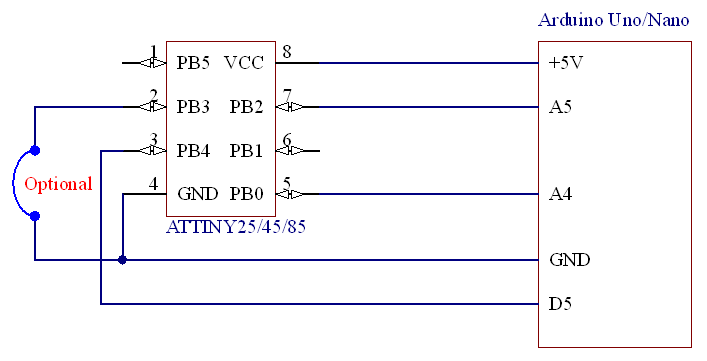 Arduino Uno/Nano
1 PB5 VCC 8 +5V
2 PB3 PB2 7 A5
3 PB4 PB1 6
Optional
4 GND PB0 5 A4
ATTINY25/45/85
GND
D5